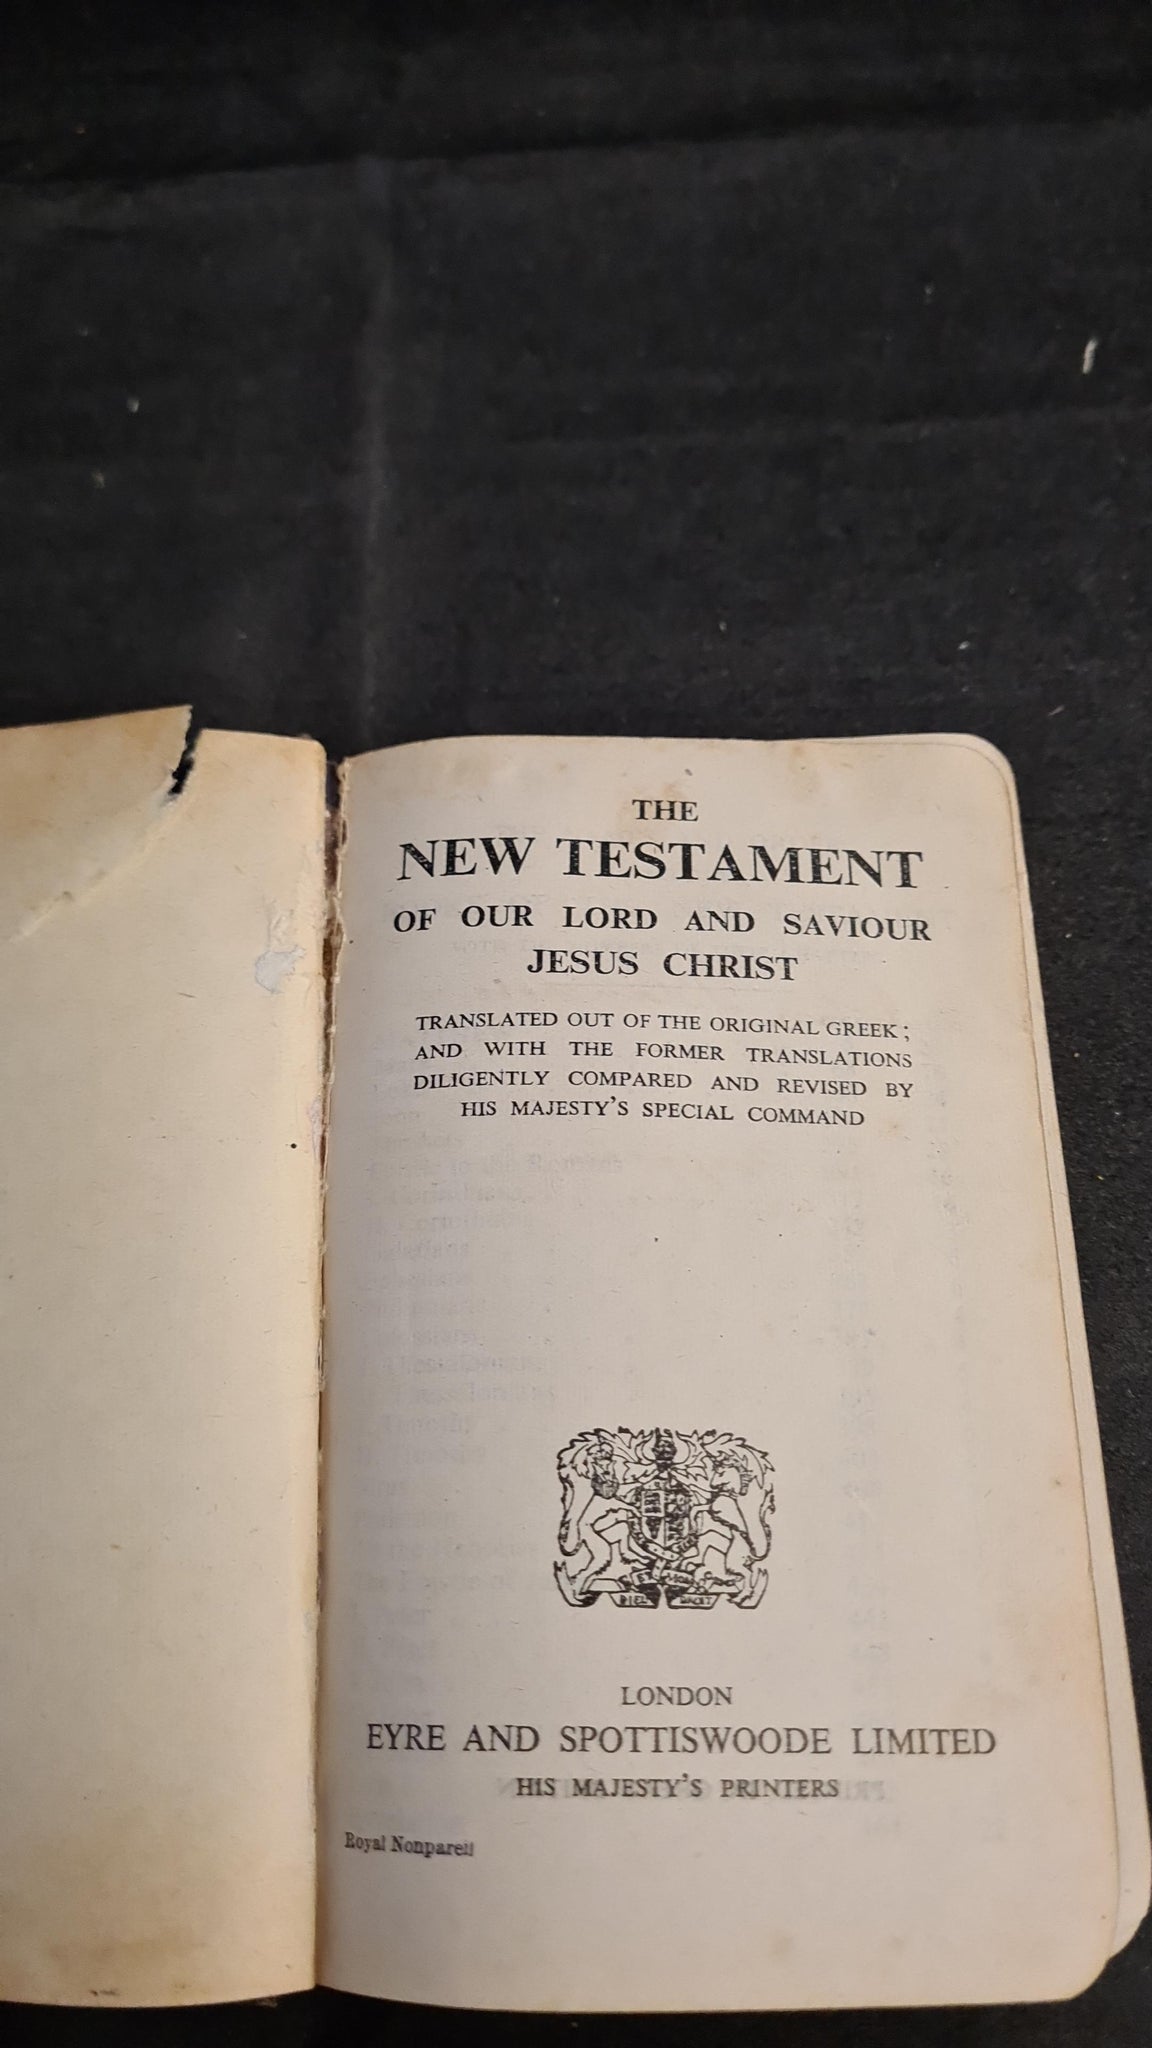 THE
NEW TESTAMENT
OF OUR LORD AND SAVIOUR
JESUS CHRIST
TRANSLATED OUT OF THE ORIGINAL GREEK;
AND WITH THE FORMER TRANSLATIONS
DILIGENTLY COMPARED AND REVISED BY
HIS MAJESTY'S SPECIAL COMMAND
LONDON
EYRE AND SPOTTISWOODE LIMITED
HIS MAJESTY'S PRINTERS
Royal Nonpareil